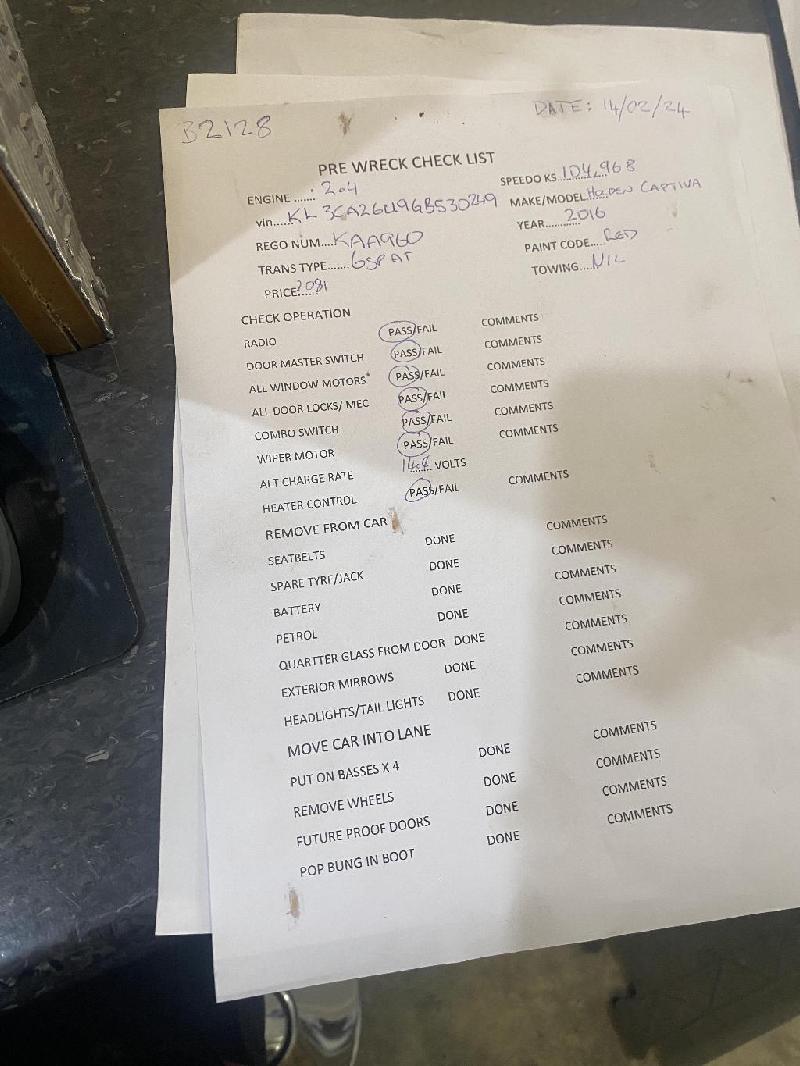 B2128
DATE: 14/02/24
PRE WRECK CHECK LIST
ENGINE ......: 2.4
SPEEDO KS 104,968
vin.....
MAKE/MODEL HOLDEN CAPTIVA
REGO NUM....KAA960
YEAR........... 2016
TRANS TYPE...... 6SP AT
PAINT CODE.... RED
PRICE
TOWING....NIL
CHECK OPERATION
RADIO PASS/FAIL COMMENTS
DOOR MASTER SWITCH PASS/FAIL COMMENTS
ALL WINDOW MOTORS* PASS/FAIL COMMENTS
ALL DOOR LOCKS/ MEC PASS/FAIL COMMENTS
COMBO SWITCH PASS/FAIL COMMENTS
WIPER MOTOR PASS/FAIL COMMENTS
ALT CHARGE RATE 14.4 VOLTS
HEATER CONTROL PASS/FAIL COMMENTS
REMOVE FROM CAR
SEATBELTS DONE COMMENTS
SPARE TYRE/JACK DONE COMMENTS
BATTERY DONE COMMENTS
PETROL DONE COMMENTS
QUARTTER GLASS FROM DOOR DONE COMMENTS
EXTERIOR MIRROWS DONE COMMENTS
HEADLIGHTS/TAIL LIGHTS DONE COMMENTS
MOVE CAR INTO LANE
PUT ON BASSES X 4 DONE COMMENTS
REMOVE WHEELS DONE COMMENTS
FUTURE PROOF DOORS DONE COMMENTS
POP BUNG IN BOOT DONE COMMENTS